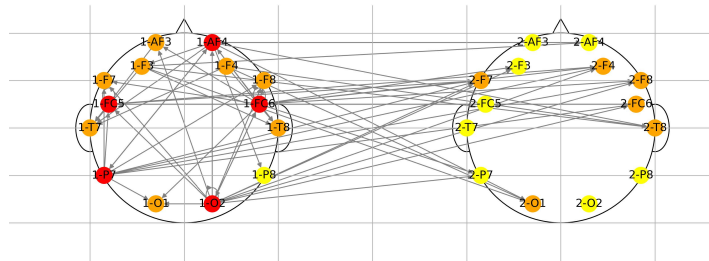 1-AF3 1-AF4 2-AF3 2-AF4
1-F3 1-F4 2-F3 2-F4
1-F7 1-F8 2-F7 2-F8
1-FC5 1-FC6 2-FC5 2-FC6
1-T7 1-T8 2-T7 2-T8
1-P7 1-P8 2-P7 2-P8
1-O1 1-O2 2-O1 2-O2